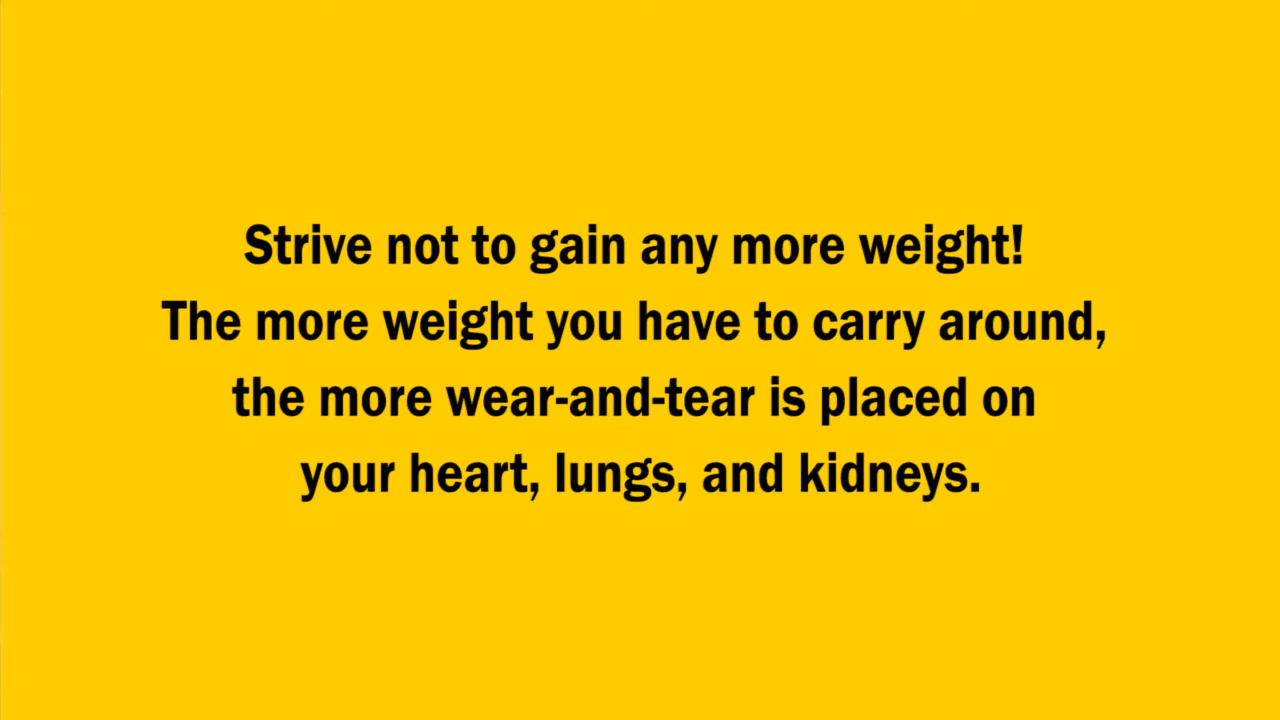 Strive not to gain any more weight!
The more weight you have to carry around,
the more wear-and-tear is placed on
your heart, lungs, and kidneys.